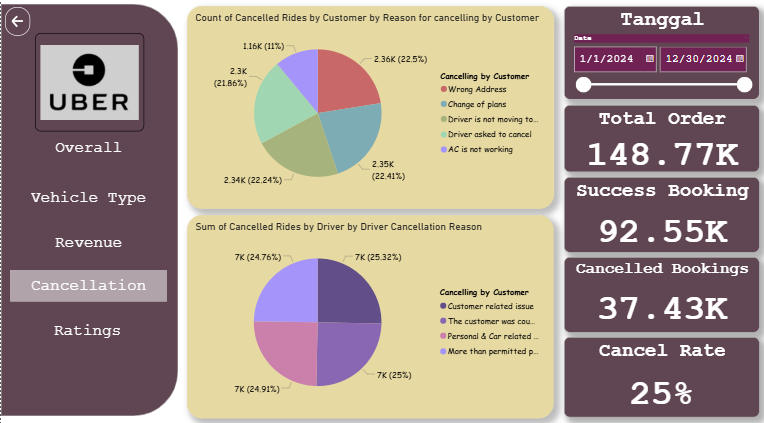 UBER
Overall
Vehicle Type
Revenue
Cancellation
Ratings
Count of Cancelled Rides by Customer by Reason for cancelling by Customer
1.16K (11%)
2.36K (22.5%)
2.3K
(21.86%)
2.34K (22.24%)
2.35K
(22.41%)
Cancelling by Customer
Wrong Address
Change of plans
Driver is not moving to...
Driver asked to cancel
AC is not working
Sum of Cancelled Rides by Driver by Driver Cancellation Reason
7K (24.76%)
7K (25.32%)
7K (24.91%)
7K (25%)
Cancelling by Customer
Customer related issue
The customer was cou...
Personal & Car related ...
More than permitted p...
Tanggal
Date
1/1/2024
12/30/2024
Total Order
148.77K
Success Booking
92.55K
Cancelled Bookings
37.43K
Cancel Rate
25%